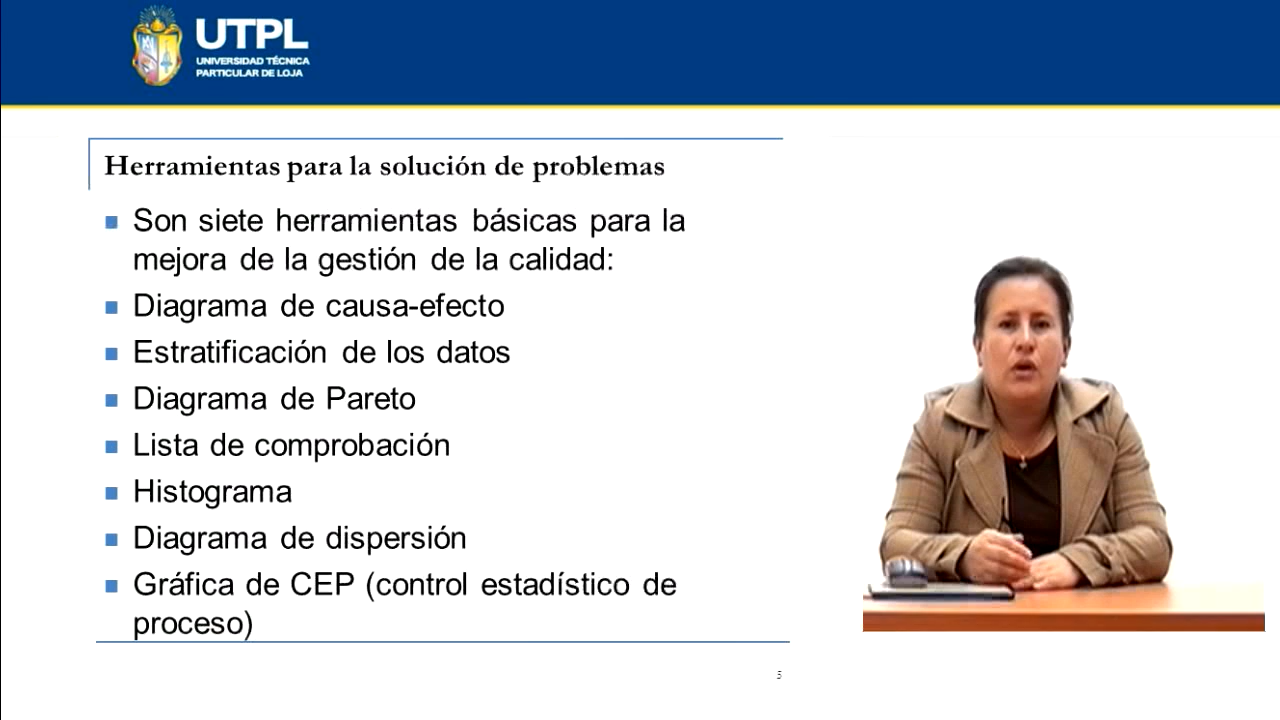 UTPL
UNIVERSIDAD TÉCNICA
PARTICULAR DE LOJA
Herramientas para la solución de problemas
Son siete herramientas básicas para la
mejora de la gestión de la calidad:
Diagrama de causa-efecto
Estratificación de los datos
Diagrama de Pareto
Lista de comprobación
Histograma
Diagrama de dispersión
Gráfica de CEP (control estadístico de
proceso)
5